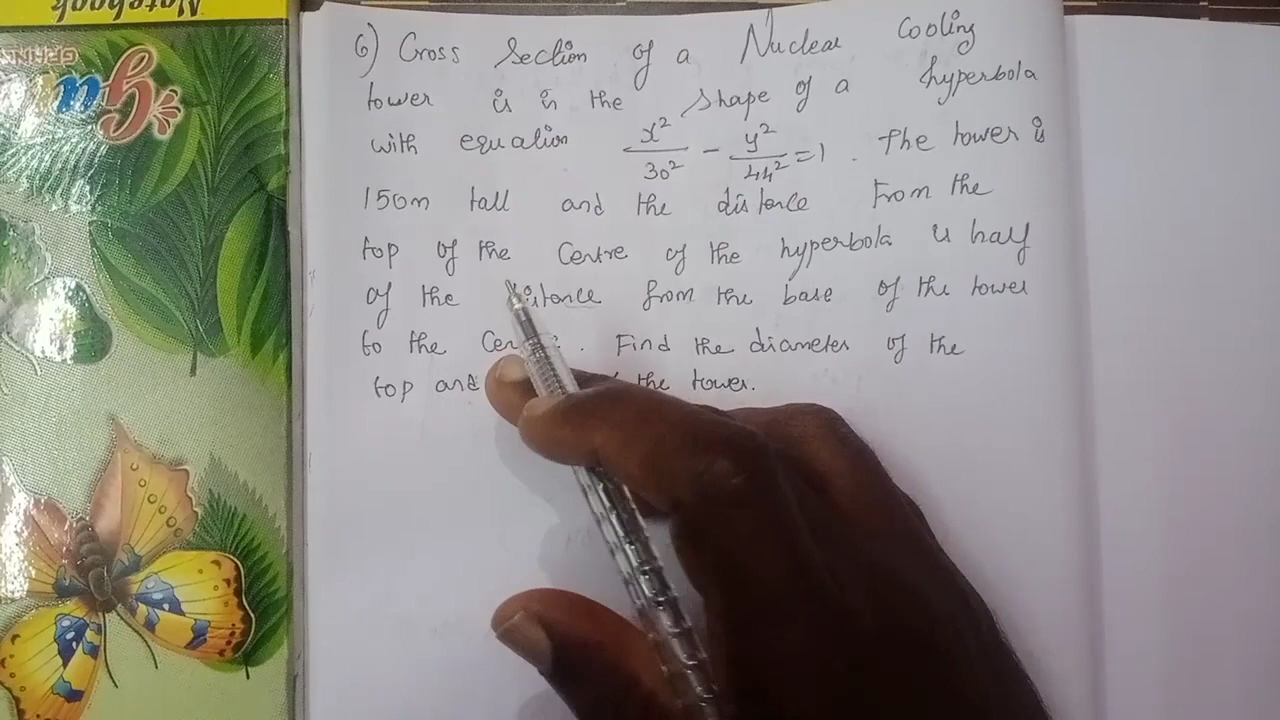 Notebook
6) Cross Section of a Nuclear Cooling
tower is in the shape of a hyperbola
with equation x²/30² - y²/44² = 1 . The tower is
150m tall and the distance from the
top of the Centre of the hyperbola is half
of the distance from the base of the tower
to the . Find the diameter of the
top and the tower.